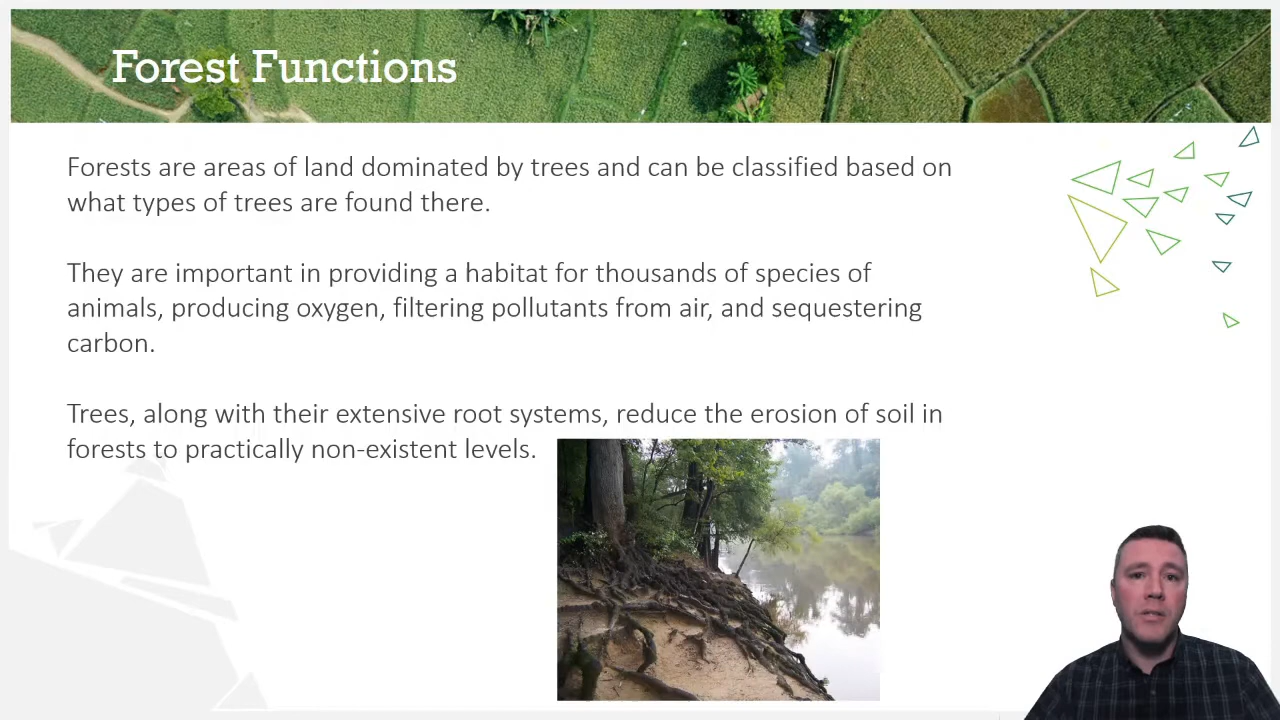 Forest Functions
Forests are areas of land dominated by trees and can be classified based on
what types of trees are found there.
They are important in providing a habitat for thousands of species of
animals, producing oxygen, filtering pollutants from air, and sequestering
carbon.
Trees, along with their extensive root systems, reduce the erosion of soil in
forests to practically non-existent levels.